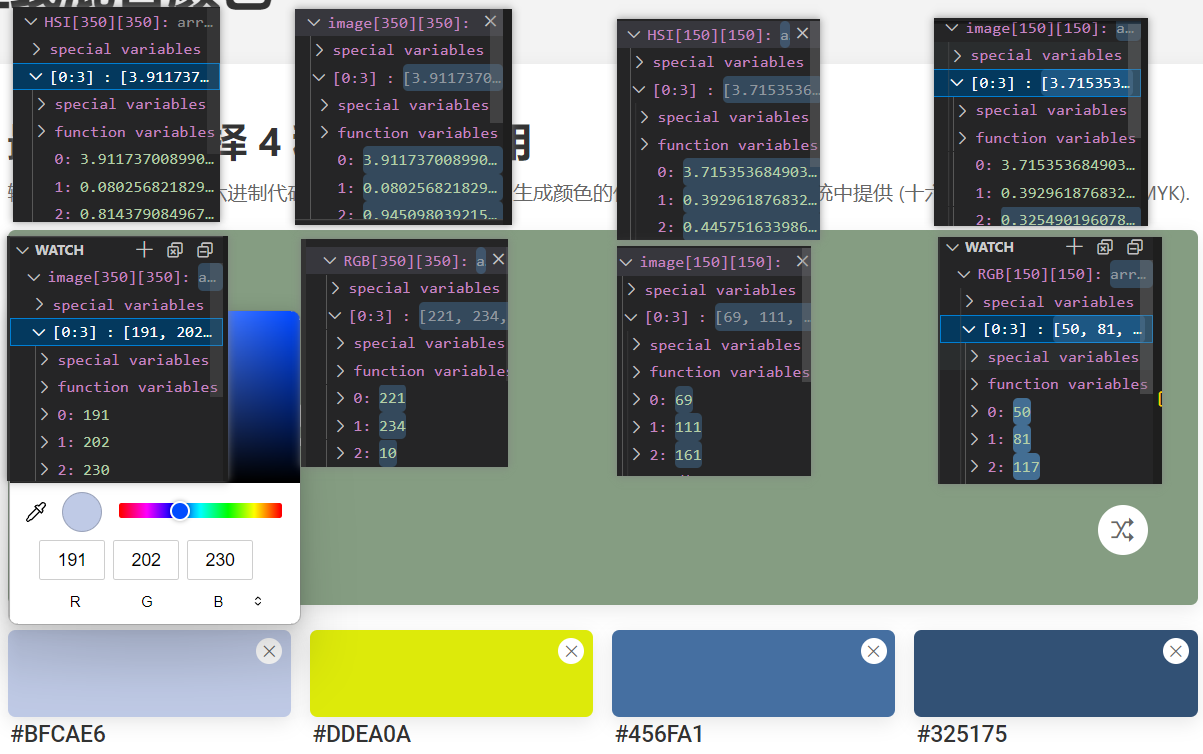 HSI[350][350]: arr…
special variables
[0:3] : [3.911737…
special variables
function variables
0: 3.911737008990…
1: 0.080256821829…
2: 0.814379084967…
image[350][350]:
special variables
[0:3] : [3.9117370…
special variables
function variables
0: 3.911737008990…
1: 0.080256821829…
2: 0.945098039215…
HSI[150][150]: a
special variables
[0:3] : [3.7153536…
special variables
function variables
0: 3.715353684903…
1: 0.392961876832…
2: 0.445751633986…
image[150][150]: a…
special variables
[0:3] : [3.715353…
special variables
function variables
0: 3.715353684903…
1: 0.392961876832…
2: 0.325490196078…
择 4
用
六进制代码
生成颜色的
统中提供 (十六
MYK).
WATCH
image[350][350]: a…
special variables
[0:3] : [191, 202…
special variables
function variables
0: 191
1: 202
2: 230
RGB[350][350]: a
special variables
[0:3] : [221, 234,
special variables
function variables
0: 221
1: 234
2: 10
image[150][150]:
special variables
[0:3] : [69, 111, …
special variables
function variables
0: 69
1: 111
2: 161
WATCH
RGB[150][150]: arr…
special variables
[0:3] : [50, 81, …
special variables
function variables
0: 50
1: 81
2: 117
191 202 230
R G B
#BFCAE6 #DDEA0A #456FA1 #325175